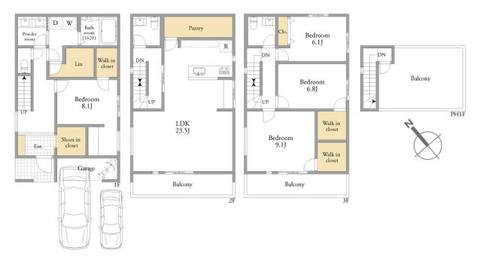 Powder
room
D
W
Bath
room
[1620]
Lin
Walk in
closet
DN
UP
Bedroom
8.1J
Shoes in
closet
Ent.
Garage
1F
Pantry
R
DN
UP
LDK
23.5J
Balcony
2F
Clo.
Bedroom
6.1J
DN
UP
Bedroom
6.8J
Bedroom
9.1J
Walk in
closet
Walk in
closet
Balcony
3F
DN
Balcony
PH1F
N